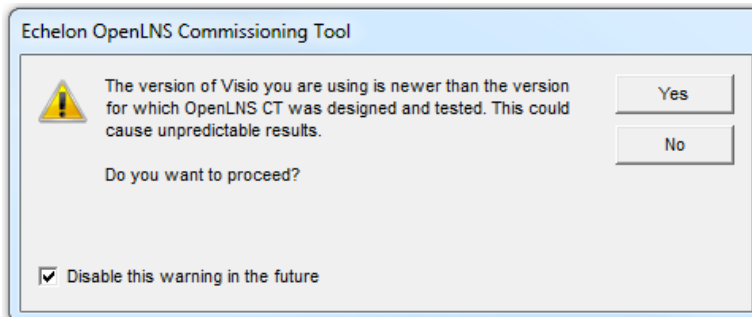 Echelon OpenLNS Commissioning Tool
The version of Visio you are using is newer than the version
for which OpenLNS CT was designed and tested. This could
cause unpredictable results.
Do you want to proceed?
Yes
No
Disable this warning in the future